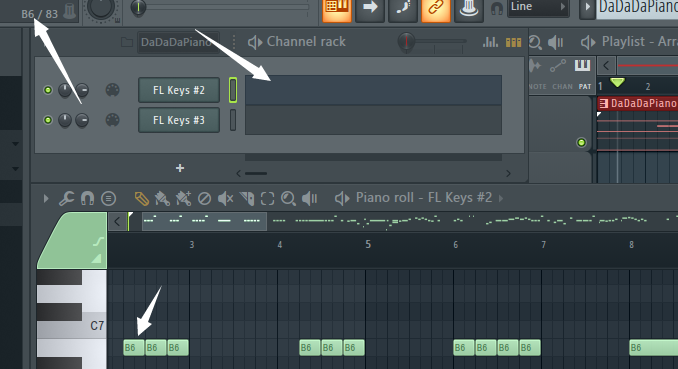 B6 / 83
Line
DaDaDaPiano
DaDaDaPiano
Channel rack
Playlist - Arra
NOTE CHAN PAT
1 2
FL Keys #2
DaDaDaPiano
FL Keys #3
+
Piano roll - FL Keys #2
3 4 5 6 7 8
C7
B6 B6 B6 B6 B6 B6 B6 B6 B6 B6 B6